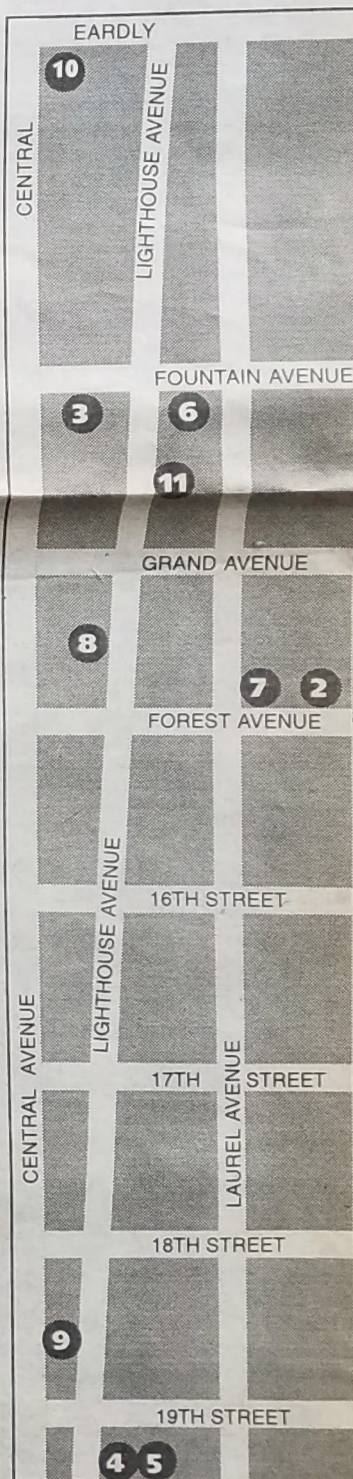 EARDLY
10
CENTRAL
LIGHTHOUSE AVENUE
FOUNTAIN AVENUE
3
6
11
GRAND AVENUE
8
7
2
FOREST AVENUE
LIGHTHOUSE AVENUE
16TH STREET
CENTRAL AVENUE
17TH STREET
LAUREL AVENUE
18TH STREET
9
19TH STREET
4
5